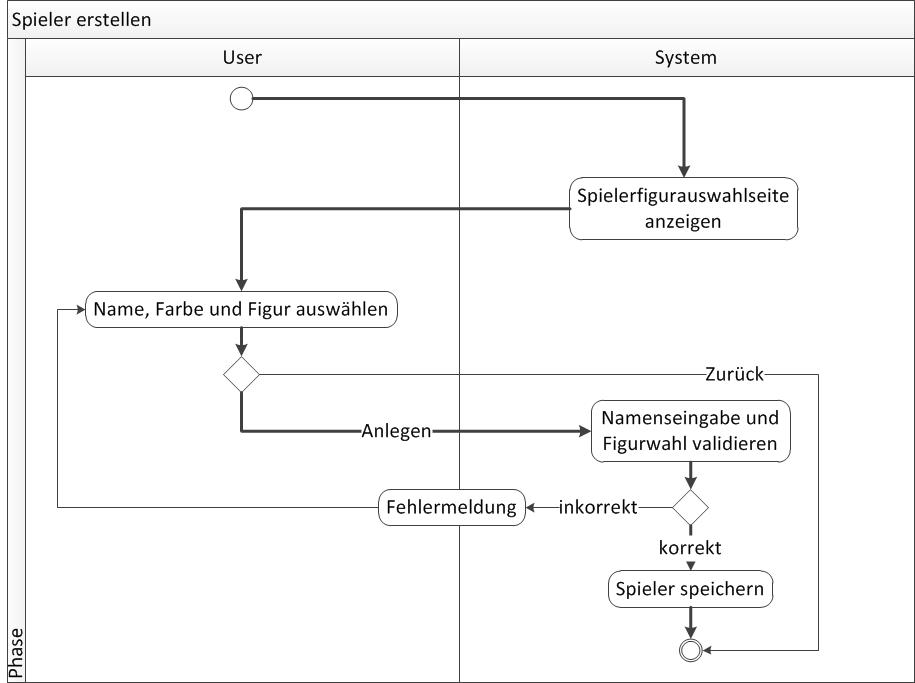 Spieler erstellen
User
System
Spielerfigurauswahlseite
anzeigen
Name, Farbe und Figur auswählen
Zurück
Namenseingabe und
Figurwahl validieren
Anlegen
Fehlermeldung
inkorrekt
korrekt
Spieler speichern
Phase